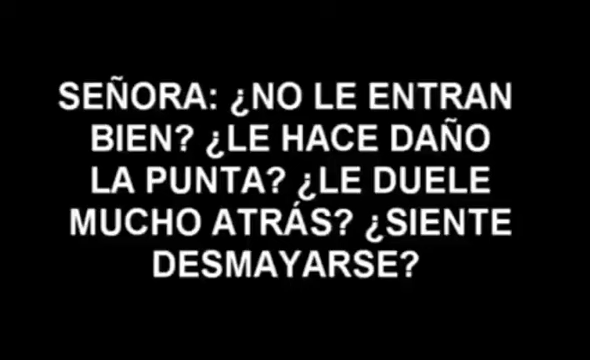 SEÑORA: ¿NO LE ENTRAN
BIEN? ¿LE HACE DAÑO
LA PUNTA? ¿LE DUELE
MUCHO ATRÁS? ¿SIENTE
DESMAYARSE?